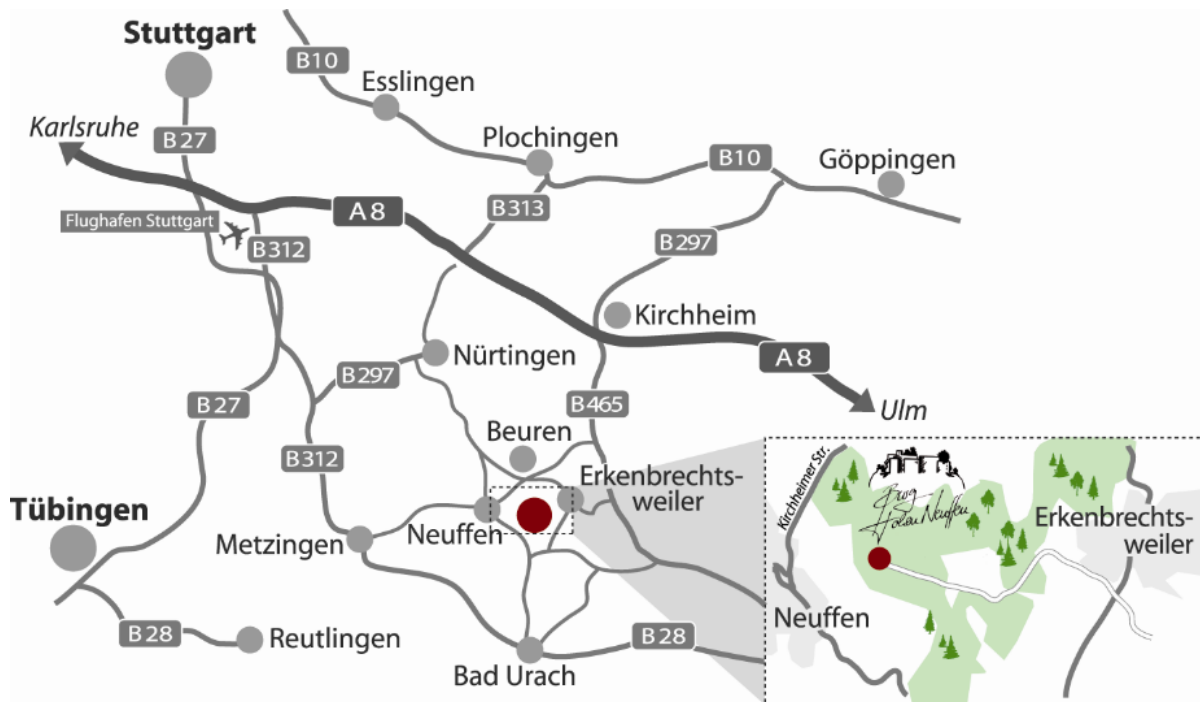 Stuttgart
B10
Esslingen
Karlsruhe
B27
Plochingen
B10
Göppingen
B313
A8
Flughafen Stuttgart
B312
B297
Kirchheim
Nürtingen
A8
B297
B27
B465
Ulm
Beuren
B312
Erkenbrechts-
weiler
Tübingen
Neuffen
Metzingen
B28
Reutlingen
B28
Bad Urach
Kirchheimer Str.
Burg
HohenNeuffen
Erkenbrechts-
weiler
Neuffen